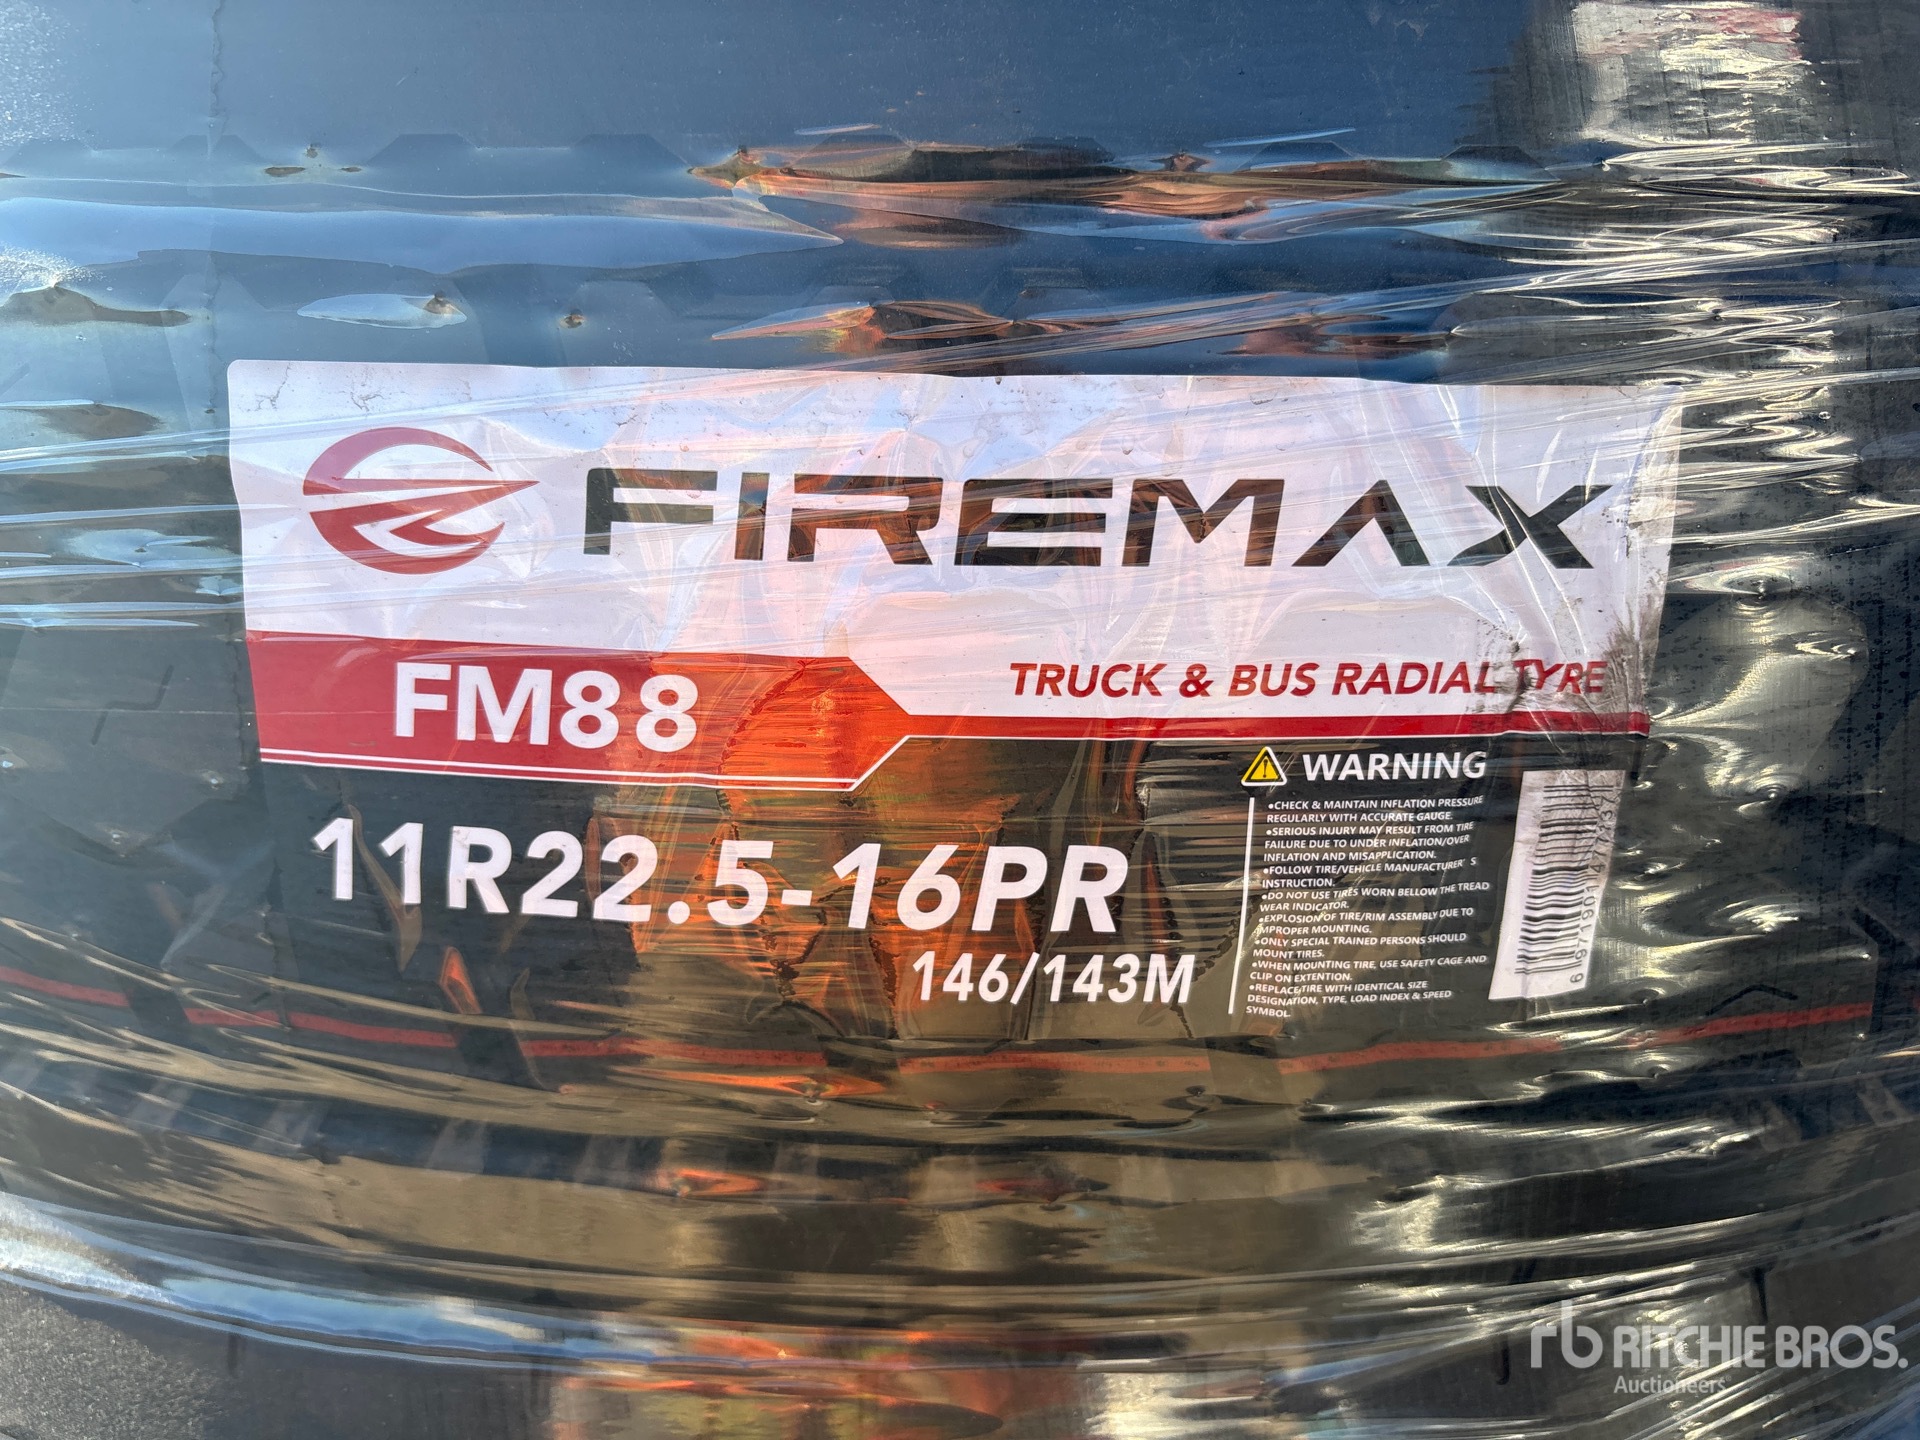 FIREMAX
FM88
TRUCK & BUS RADIAL TYRE
11R22.5-16PR
146/143M
WARNING
•CHECK & MAINTAIN INFLATION PRESSURE
REGULARLY WITH ACCURATE GAUGE.
•SERIOUS INJURY MAY RESULT FROM TIRE
FAILURE DUE TO UNDER INFLATION/OVER
INFLATION AND MISAPPLICATION.
•FOLLOW TIRE/VEHICLE MANUFACTURER'S
INSTRUCTION.
•DO NOT USE TIRES WORN BELLOW THE TREAD
WEAR INDICATOR.
•EXPLOSION OF TIRE/RIM ASSEMBLY DUE TO
IMPROPER MOUNTING.
•ONLY SPECIAL TRAINED PERSONS SHOULD
MOUNT TIRES.
•WHEN MOUNTING TIRE, USE SAFETY CAGE AND
CLIP ON EXTENTION.
•REPLACE TIRE WITH IDENTICAL SIZE
DESIGNATION, TYPE, LOAD INDEX & SPEED
SYMBOL.
rb RITCHIE BROS.
Auctioneers